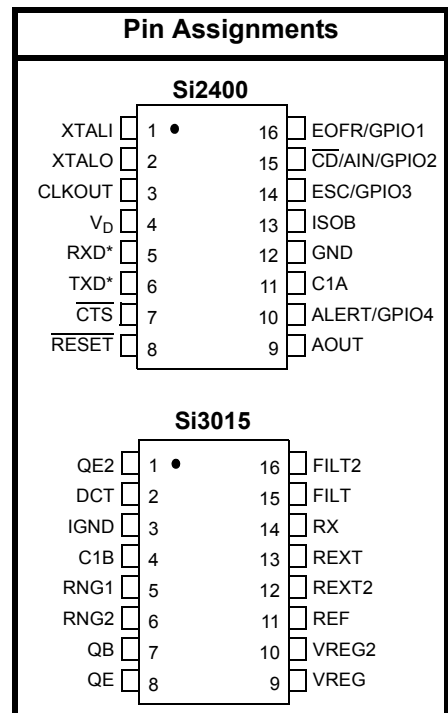 Pin Assignments
Si2400
XTALI 1 16 EOFR/GPIO1
XTALO 2 15 CD/AIN/GPIO2
CLKOUT 3 14 ESC/GPIO3
VD 4 13 ISOB
RXD* 5 12 GND
TXD* 6 11 C1A
CTS 7 10 ALERT/GPIO4
RESET 8 9 AOUT
Si3015
QE2 1 16 FILT2
DCT 2 15 FILT
IGND 3 14 RX
C1B 4 13 REXT
RNG1 5 12 REXT2
RNG2 6 11 REF
QB 7 10 VREG2
QE 8 9 VREG